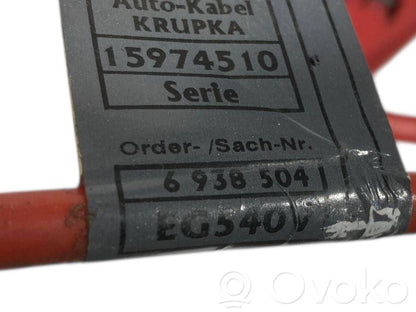 Auto-Kabel
KRUPKA
15974510
Serie
Order- /Sach-Nr.
6 938 504
EG540
Ovoko